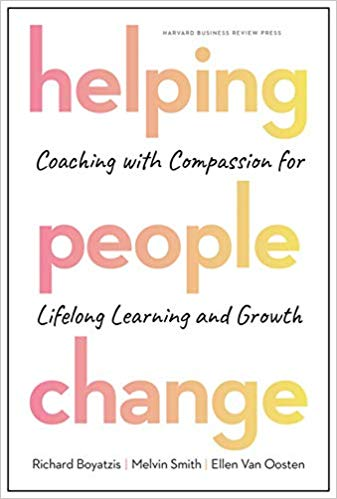 HARVARD BUSINESS REVIEW PRESS
helping
Coaching with Compassion for
people
Lifelong Learning and Growth
change
Richard Boyatzis | Melvin Smith | Ellen Van Oosten